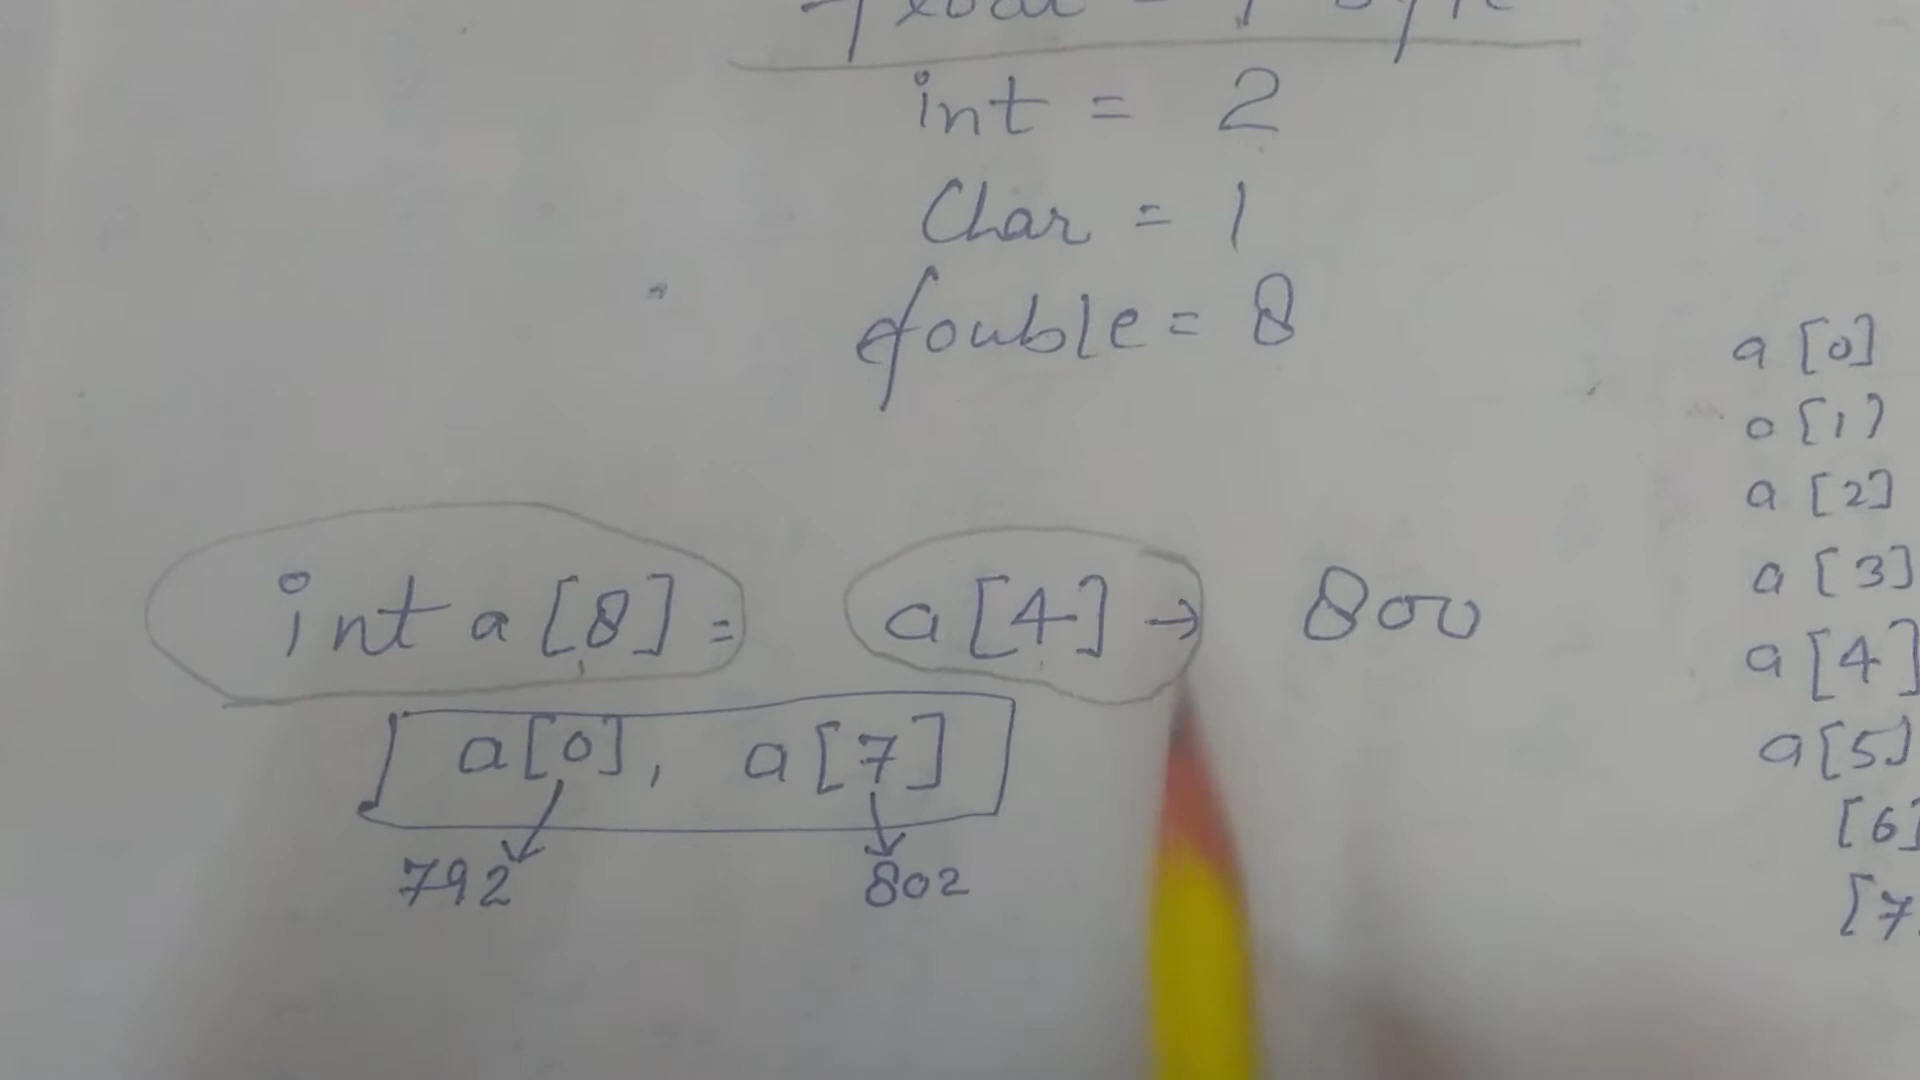 int = 2
Char = 1
double = 8
int a[8] = a[4] → 800
a[0], a[7]
792 802
a [0]
a [1]
a [2]
a [3]
a [4]
a[5]
[6]
[7